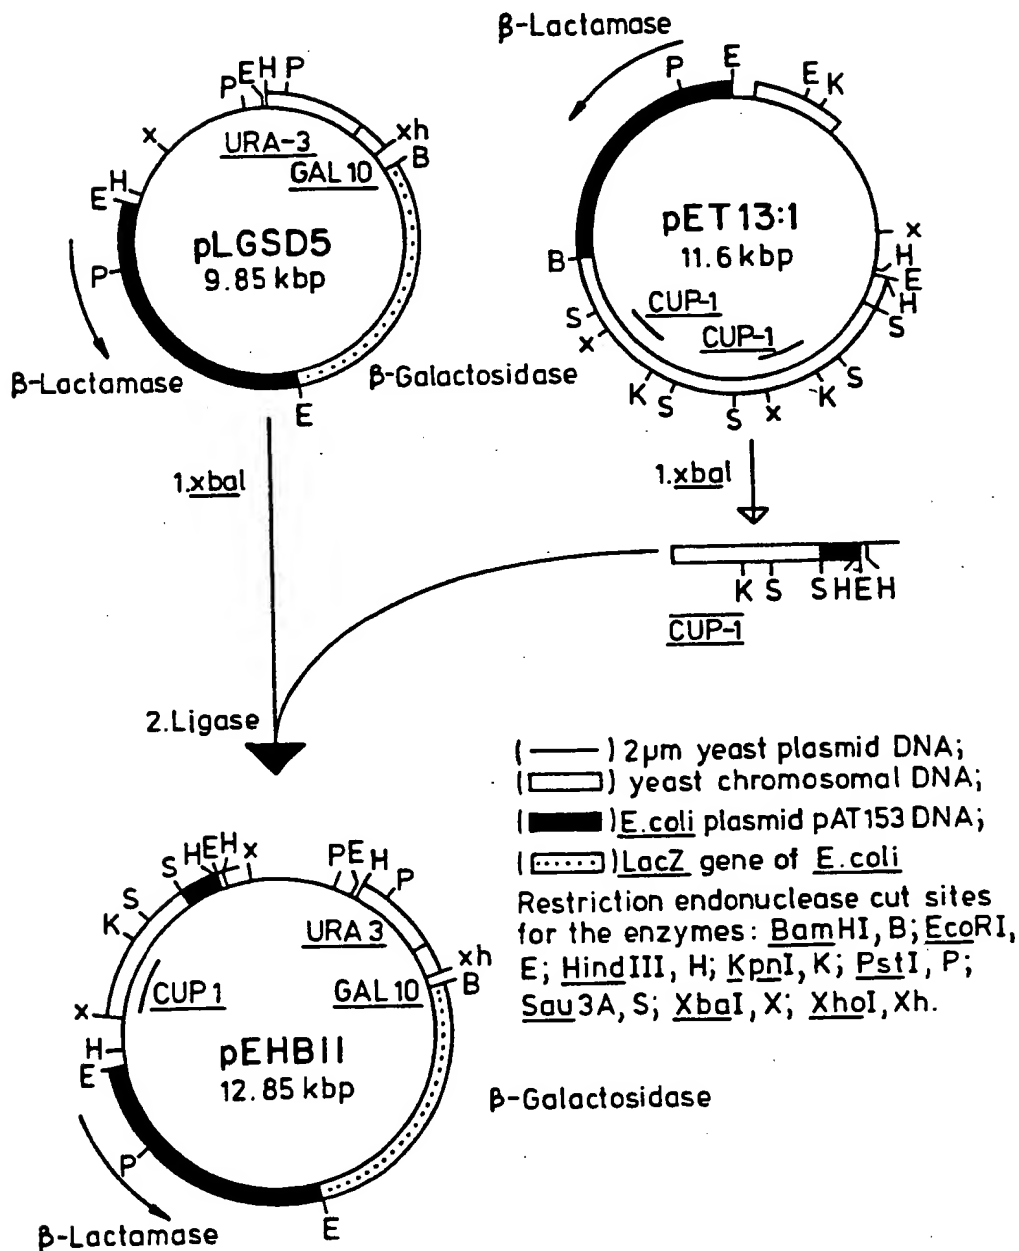 β-Lactamase
P E H P
x
xh
B
URA-3
GAL 10
E H
P
pLGSD5
9.85 kbp
β-Lactamase
β-Galactosidase
E
P E E K
pET13:1
11.6 kbp
B
x
H
E
H
S
CUP-1
CUP-1
S
x
K S S x K S
1.xbaI
1.xbaI
K S S H E H
CUP-1
2.Ligase
( ) 2µm yeast plasmid DNA;
( ) yeast chromosomal DNA;
( ) E.coli plasmid pAT153 DNA;
( ) LacZ gene of E.coli
Restriction endonuclease cut sites
for the enzymes: BamHI, B; EcoRI,
E; HindIII, H; KpnI, K; PstI, P;
Sau3A, S; XbaI, X; XhoI, Xh.
S H E H x P E H P
K S
URA 3
xh
B
CUP 1
GAL 10
x
H
E
pEHBII
12.85 kbp
β-Galactosidase
P
β-Lactamase
E